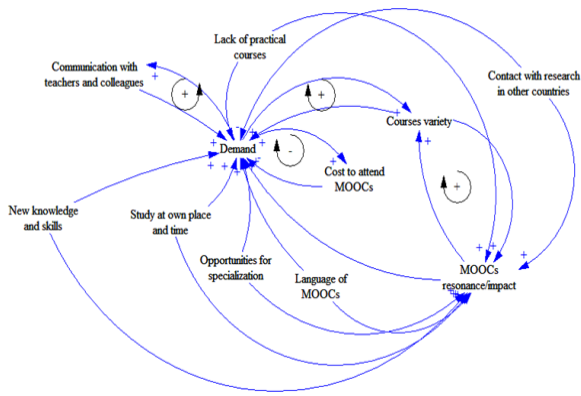 Lack of practical
courses
Communication with
teachers and colleagues
Contact with research
in other countries
Courses variety
Demand
Cost to attend
MOOCs
New knowledge
and skills
Study at own place
and time
Opportunities for
specialization
Language of
MOOCs
MOOCs
resonance/impact